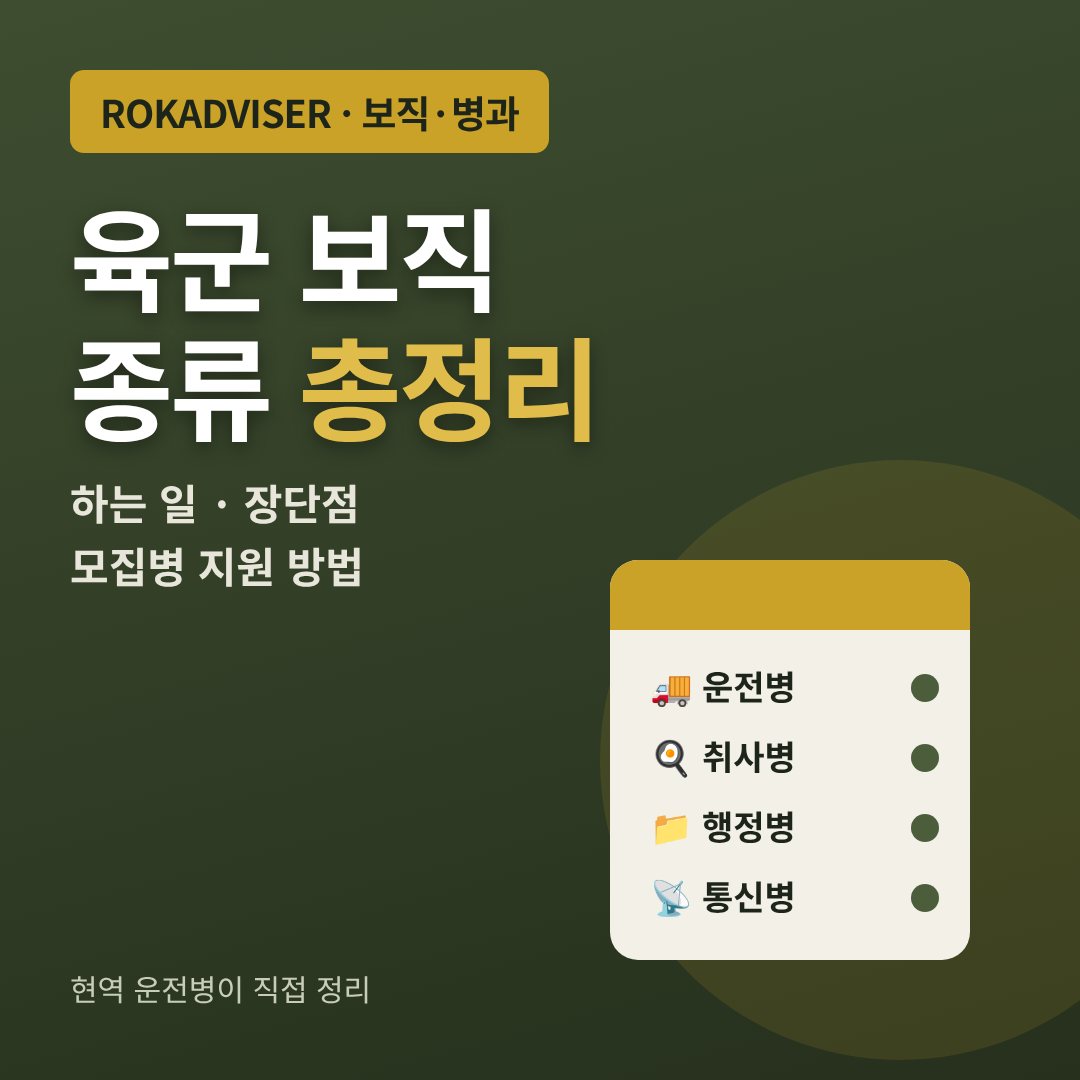 ROKADVISER · 보직·병과
육군 보직
종류 총정리
하는 일 · 장단점
모집병 지원 방법
🚚 운전병
🍳 취사병
📁 행정병
📡 통신병
현역 운전병이 직접 정리